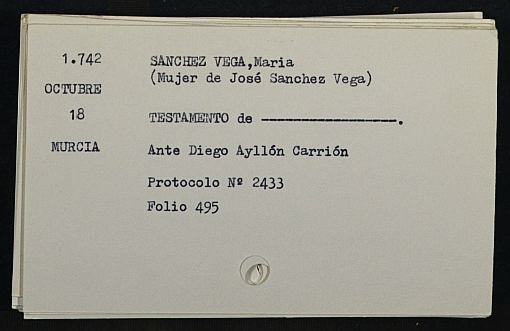 1.742 SANCHEZ VEGA,Maria
(Mujer de José Sanchez Vega)
OCTUBRE
18 TESTAMENTO de -------------------.
MURCIA Ante Diego Ayllón Carrión
Protocolo Nº 2433
Folio 495